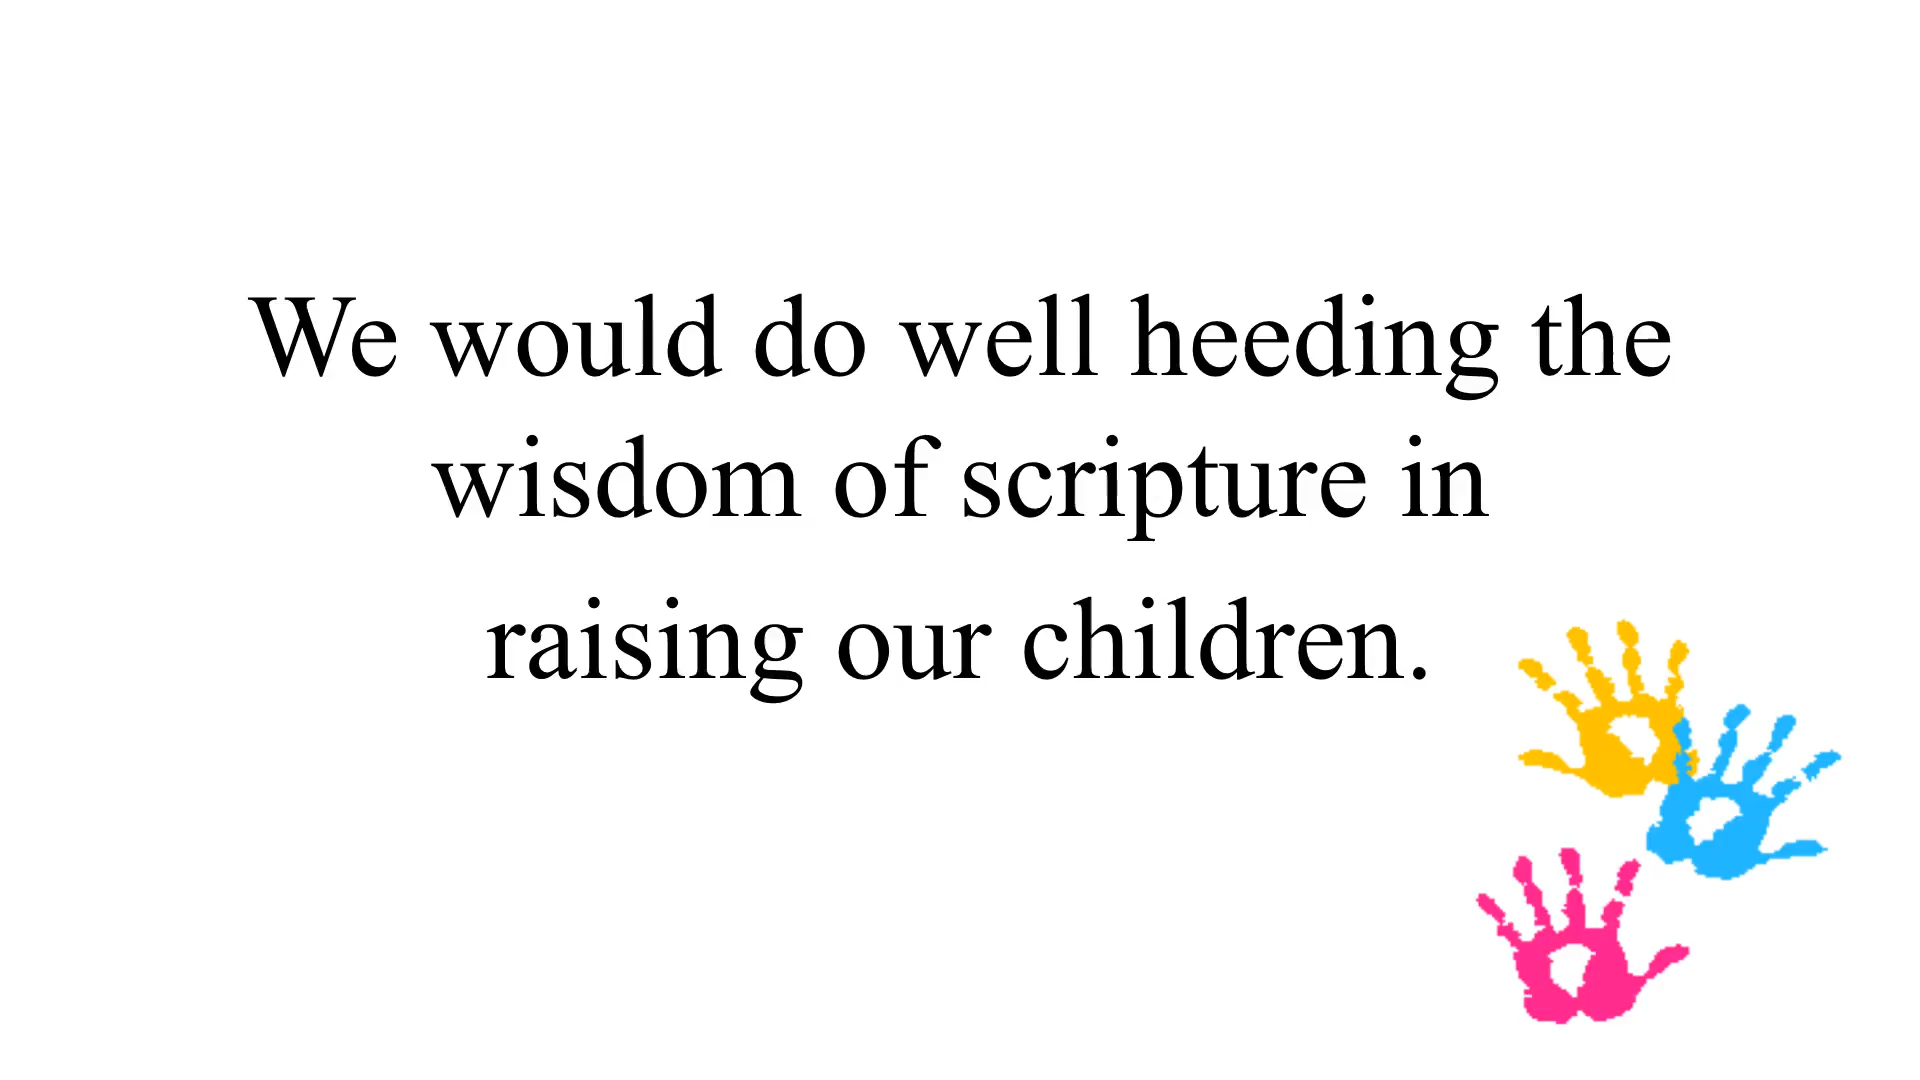 We would do well heeding the
wisdom of scripture in
raising our children.